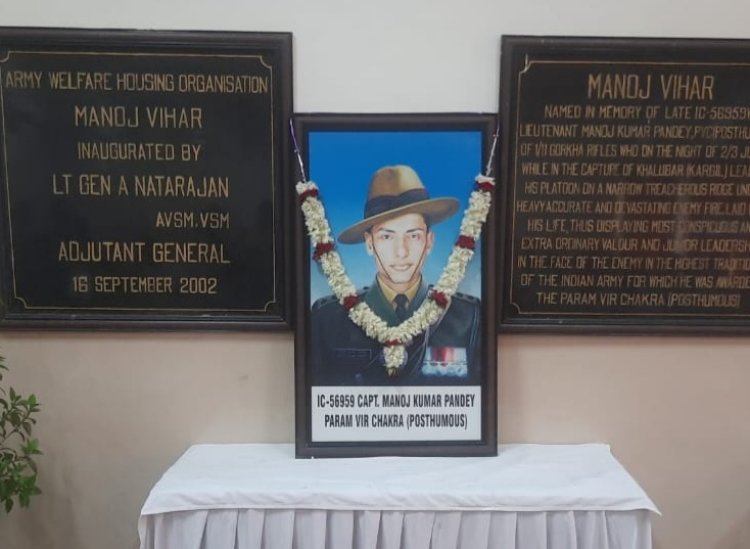 ARMY WELFARE HOUSING ORGANISATION
MANOJ VIHAR
INAUGURATED BY
LT GEN A NATARAJAN
AVSM.VSM
ADJUTANT GENERAL
16 SEPTEMBER 2002
IC-56959 CAPT. MANOJ KUMAR PANDEY
PARAM VIR CHAKRA (POSTHUMOUS)
MANOJ VIHAR
NAMED IN MEMORY OF LATE IC-56959
LIEUTENANT MANOJ KUMAR PANDEY,PVC(POSTHU
OF 1/11 GORKHA RIFLES WHO ON THE NIGHT OF 2/3 JU
WHILE IN THE CAPTURE OF KHALUBAR (KARGIL) LEAD
HIS PLATOON ON A NARROW TREACHEROUS RIDGE UN
HEAVY,ACCURATE AND DEVASTATING ENEMY FIRE, LAID
HIS LIFE, THUS DISPLAYING MOST CONSPICUOUS AN
EXTRA ORDINARY VALOUR AND JUNIOR LEADERS
IN THE FACE OF THE ENEMY IN THE HIGHEST TRADITIO
OF THE INDIAN ARMY FOR WHICH HE WAS AWARD
THE PARAM VIR CHAKRA (POSTHUMOUS)